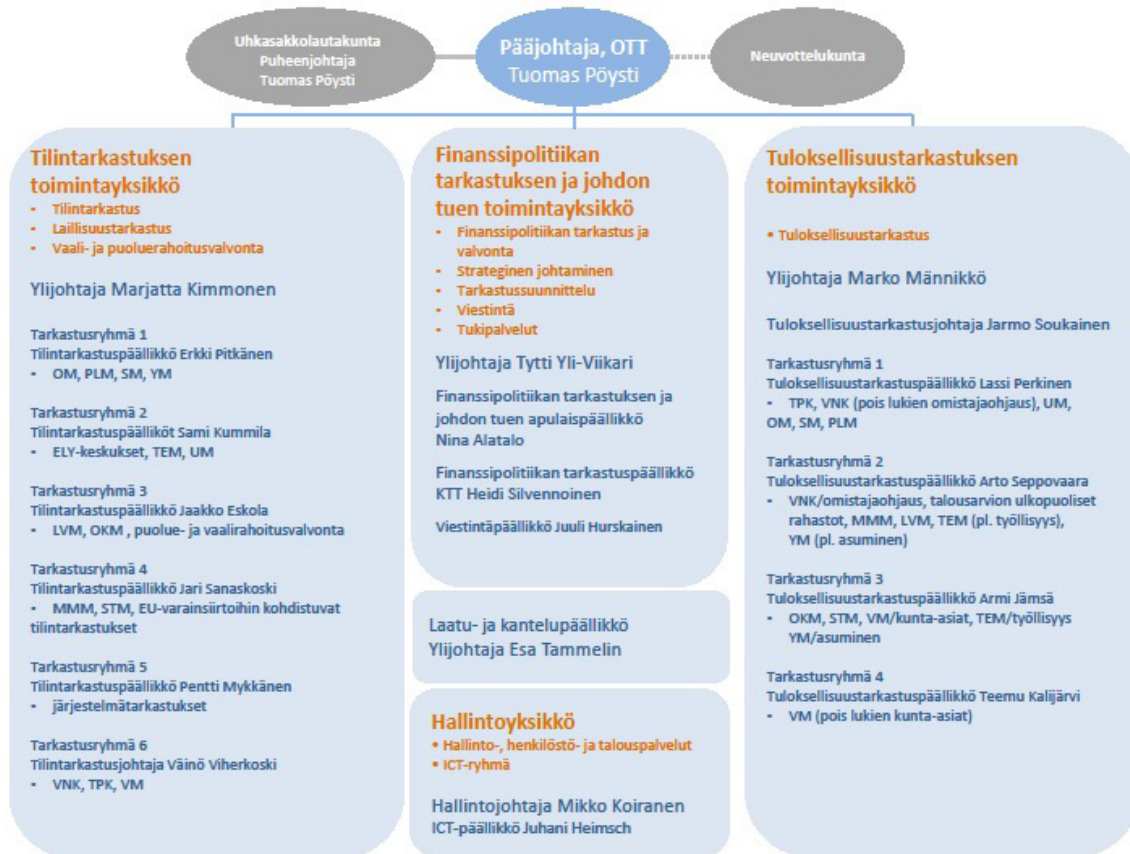 Uhkasakkolautakunta
Puheenjohtaja
Tuomas Pöysti
Pääjohtaja, OTT
Tuomas Pöysti
Neuvottelukunta
Tilintarkastuksen
toimintayksikkö
▪ Tilintarkastus
▪ Laillisuustarkastus
▪ Vaali- ja puoluerahoitusvalvonta
Ylijohtaja Marjatta Kimmonen
Tarkastusryhmä 1
Tilintarkastuspäällikkö Erkki Pitkänen
▪ OM, PLM, SM, YM
Tarkastusryhmä 2
Tilintarkastuspäälliköt Sami Kummila
▪ ELY-keskukset, TEM, UM
Tarkastusryhmä 3
Tilintarkastuspäällikkö Jaakko Eskola
▪ LVM, OKM , puolue- ja vaalirahoitusvalvonta
Tarkastusryhmä 4
Tilintarkastuspäällikkö Jari Sanaskoski
▪ MMM, STM, EU-varainsiirtoihin kohdistuvat
tilintarkastukset
Tarkastusryhmä 5
Tilintarkastuspäällikkö Pentti Mykkänen
▪ järjestelmätarkastukset
Tarkastusryhmä 6
Tilintarkastusjohtaja Väinö Viherkoski
▪ VNK, TPK, VM
Finanssipolitiikan
tarkastuksen ja johdon
tuen toimintayksikkö
▪ Finanssipolitiikan tarkastus ja
valvonta
▪ Strateginen johtaminen
▪ Tarkastussuunnittelu
▪ Viestintä
▪ Tukipalvelut
Ylijohtaja Tytti Yli-Viikari
Finanssipolitiikan tarkastuksen ja
johdon tuen apulaispäällikkö
Nina Alatalo
Finanssipolitiikan tarkastuspäällikkö
KTT Heidi Silvennoinen
Viestintäpäällikkö Juuli Hurskainen
Laatu- ja kantelupäällikkö
Ylijohtaja Esa Tammelin
Hallintoyksikkö
• Hallinto-, henkilöstö- ja talouspalvelut
• ICT-ryhmä
Hallintojohtaja Mikko Koiranen
ICT-päällikkö Juhani Heimsch
Tuloksellisuustarkastuksen
toimintayksikkö
• Tuloksellisuustarkastus
Ylijohtaja Marko Männikkö
Tuloksellisuustarkastusjohtaja Jarmo Soukainen
Tarkastusryhmä 1
Tuloksellisuustarkastuspäällikkö Lassi Perkinen
▪ TPK, VNK (pois lukien omistajaohjaus), UM,
OM, SM, PLM
Tarkastusryhmä 2
Tuloksellisuustarkastuspäällikkö Arto Seppovaara
▪ VNK/omistajaohjaus, talousarvion ulkopuoliset
rahastot, MMM, LVM, TEM (pl. työllisyys),
YM (pl. asuminen)
Tarkastusryhmä 3
Tuloksellisuustarkastuspäällikkö Armi Jämsä
▪ OKM, STM, VM/kunta-asiat, TEM/työllisyys
YM/asuminen
Tarkastusryhmä 4
Tuloksellisuustarkastuspäällikkö Teemu Kalijärvi
▪ VM (pois lukien kunta-asiat)